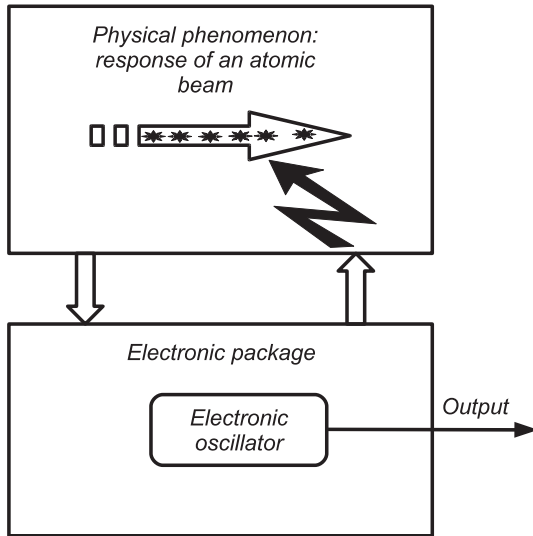 Physical phenomenon:
response of an atomic
beam
Electronic package
Electronic
oscillator
Output